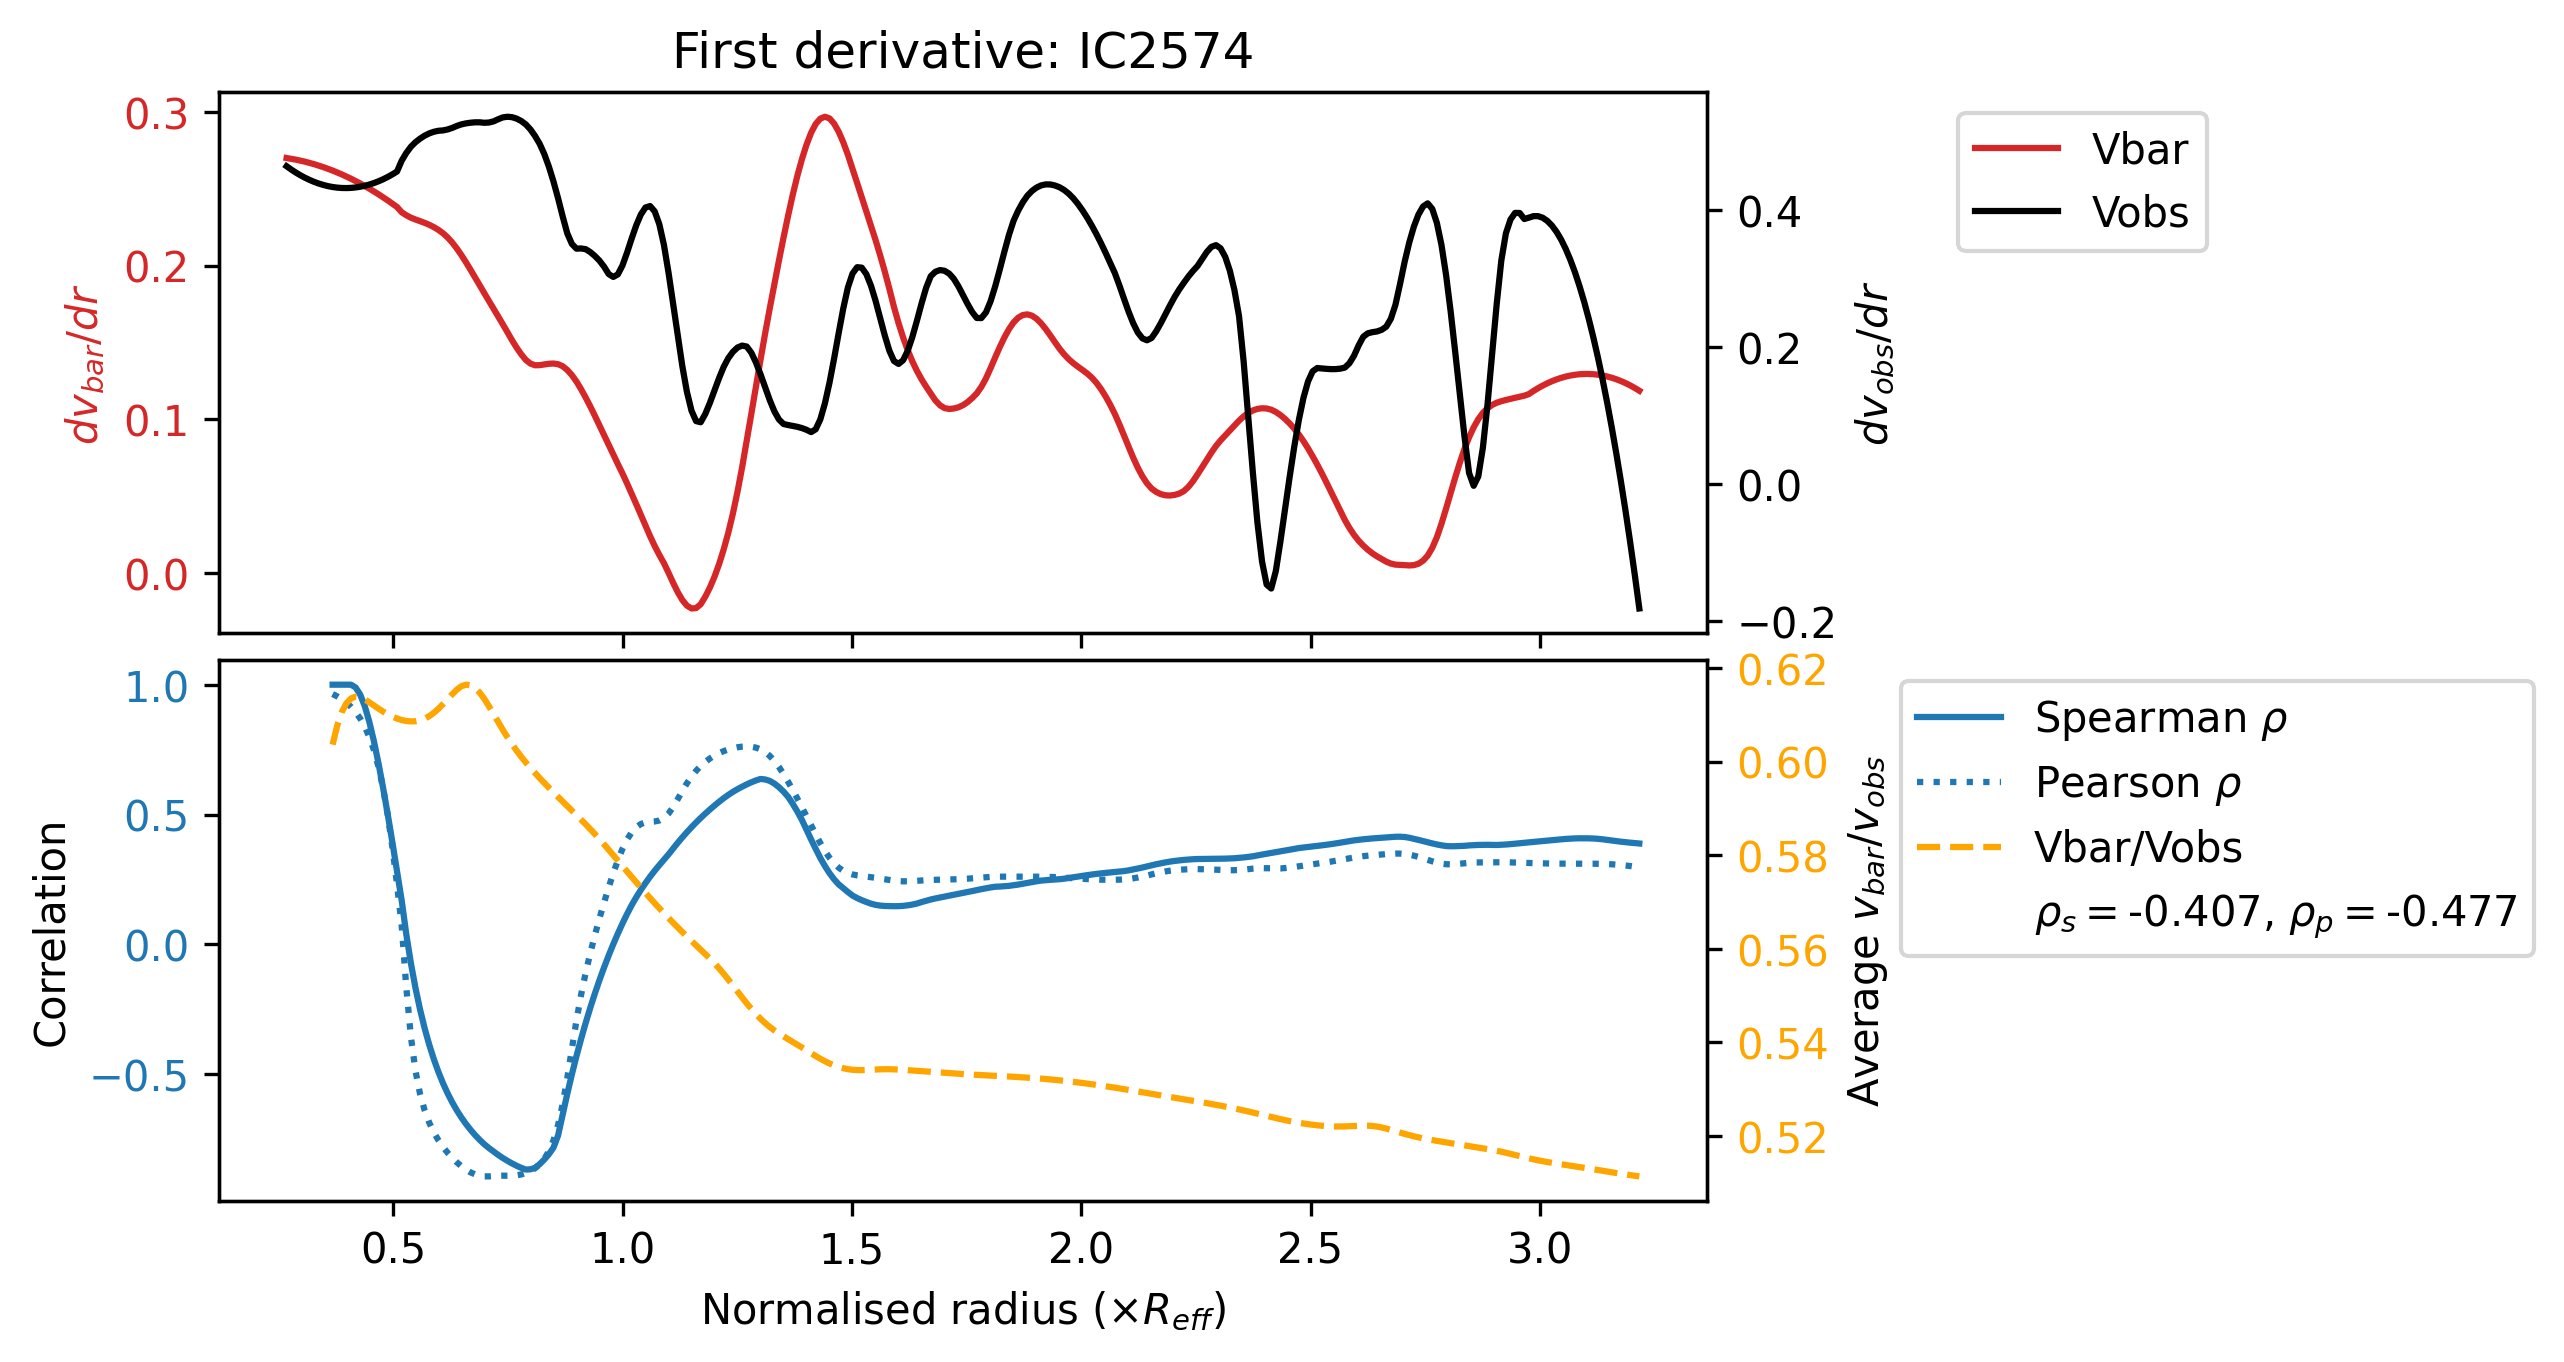 First derivative: IC2574
0.3
0.2
0.1
0.0
dv_bar/dr
0.4
0.2
0.0
−0.2
dv_obs/dr
Vbar
Vobs
1.0
0.5
0.0
−0.5
Correlation
0.62
0.60
0.58
0.56
0.54
0.52
Average v_bar/v_obs
Spearman ρ
Pearson ρ
Vbar/Vobs
ρ_s = -0.407, ρ_p = -0.477
0.5 1.0 1.5 2.0 2.5 3.0
Normalised radius (×R_eff)